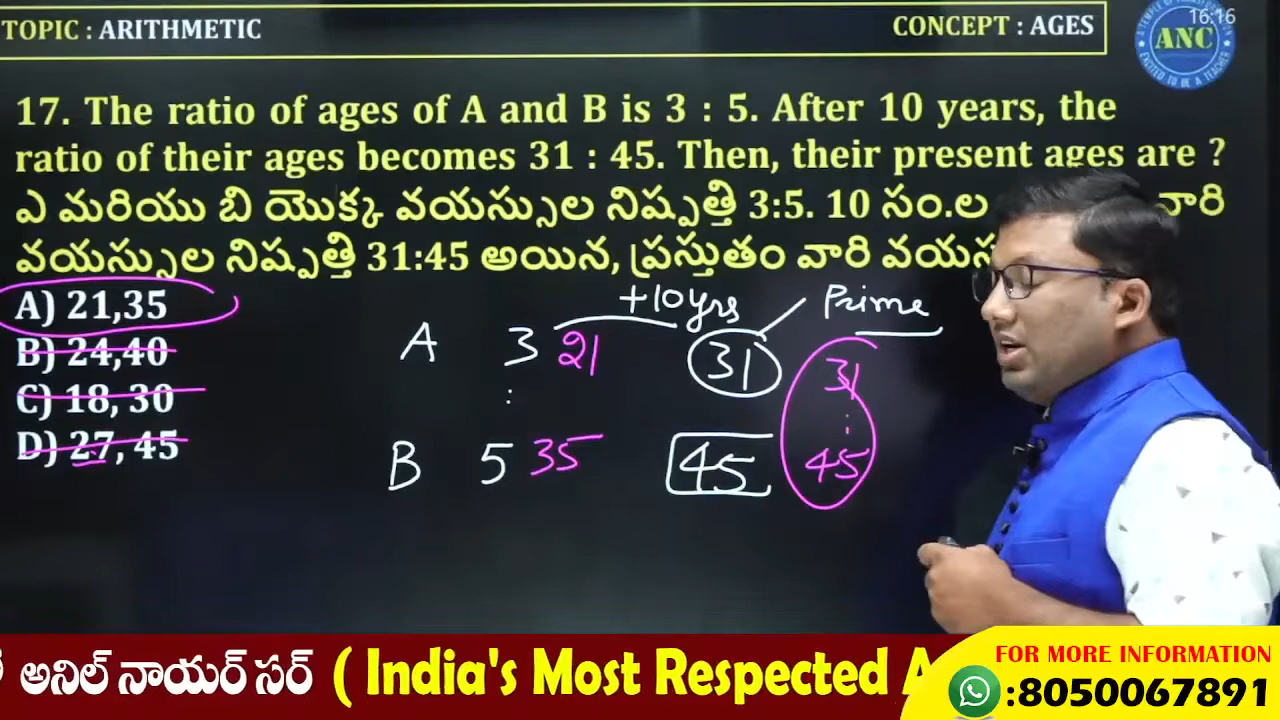 TOPIC : ARITHMETIC
CONCEPT : AGES
16:16
ANC
17. The ratio of ages of A and B is 3 : 5. After 10 years, the
ratio of their ages becomes 31 : 45. Then, their present ages are ?
ఎ మరియు బి యొక్క వయస్సుల నిష్పత్తి 3:5. 10 సం.ల వారి
వయస్సుల నిష్పత్తి 31:45 అయిన, ప్రస్తుతం వారి
A) 21,35
B) 24,40
C) 18, 30
D) 27, 45
+10yrs Prime
A 3 21 31 31
: :
B 5 35 45 45
అనిల్ నాయర్ సర్ ( India's Most Respected
FOR MORE INFORMATION
:8050067891